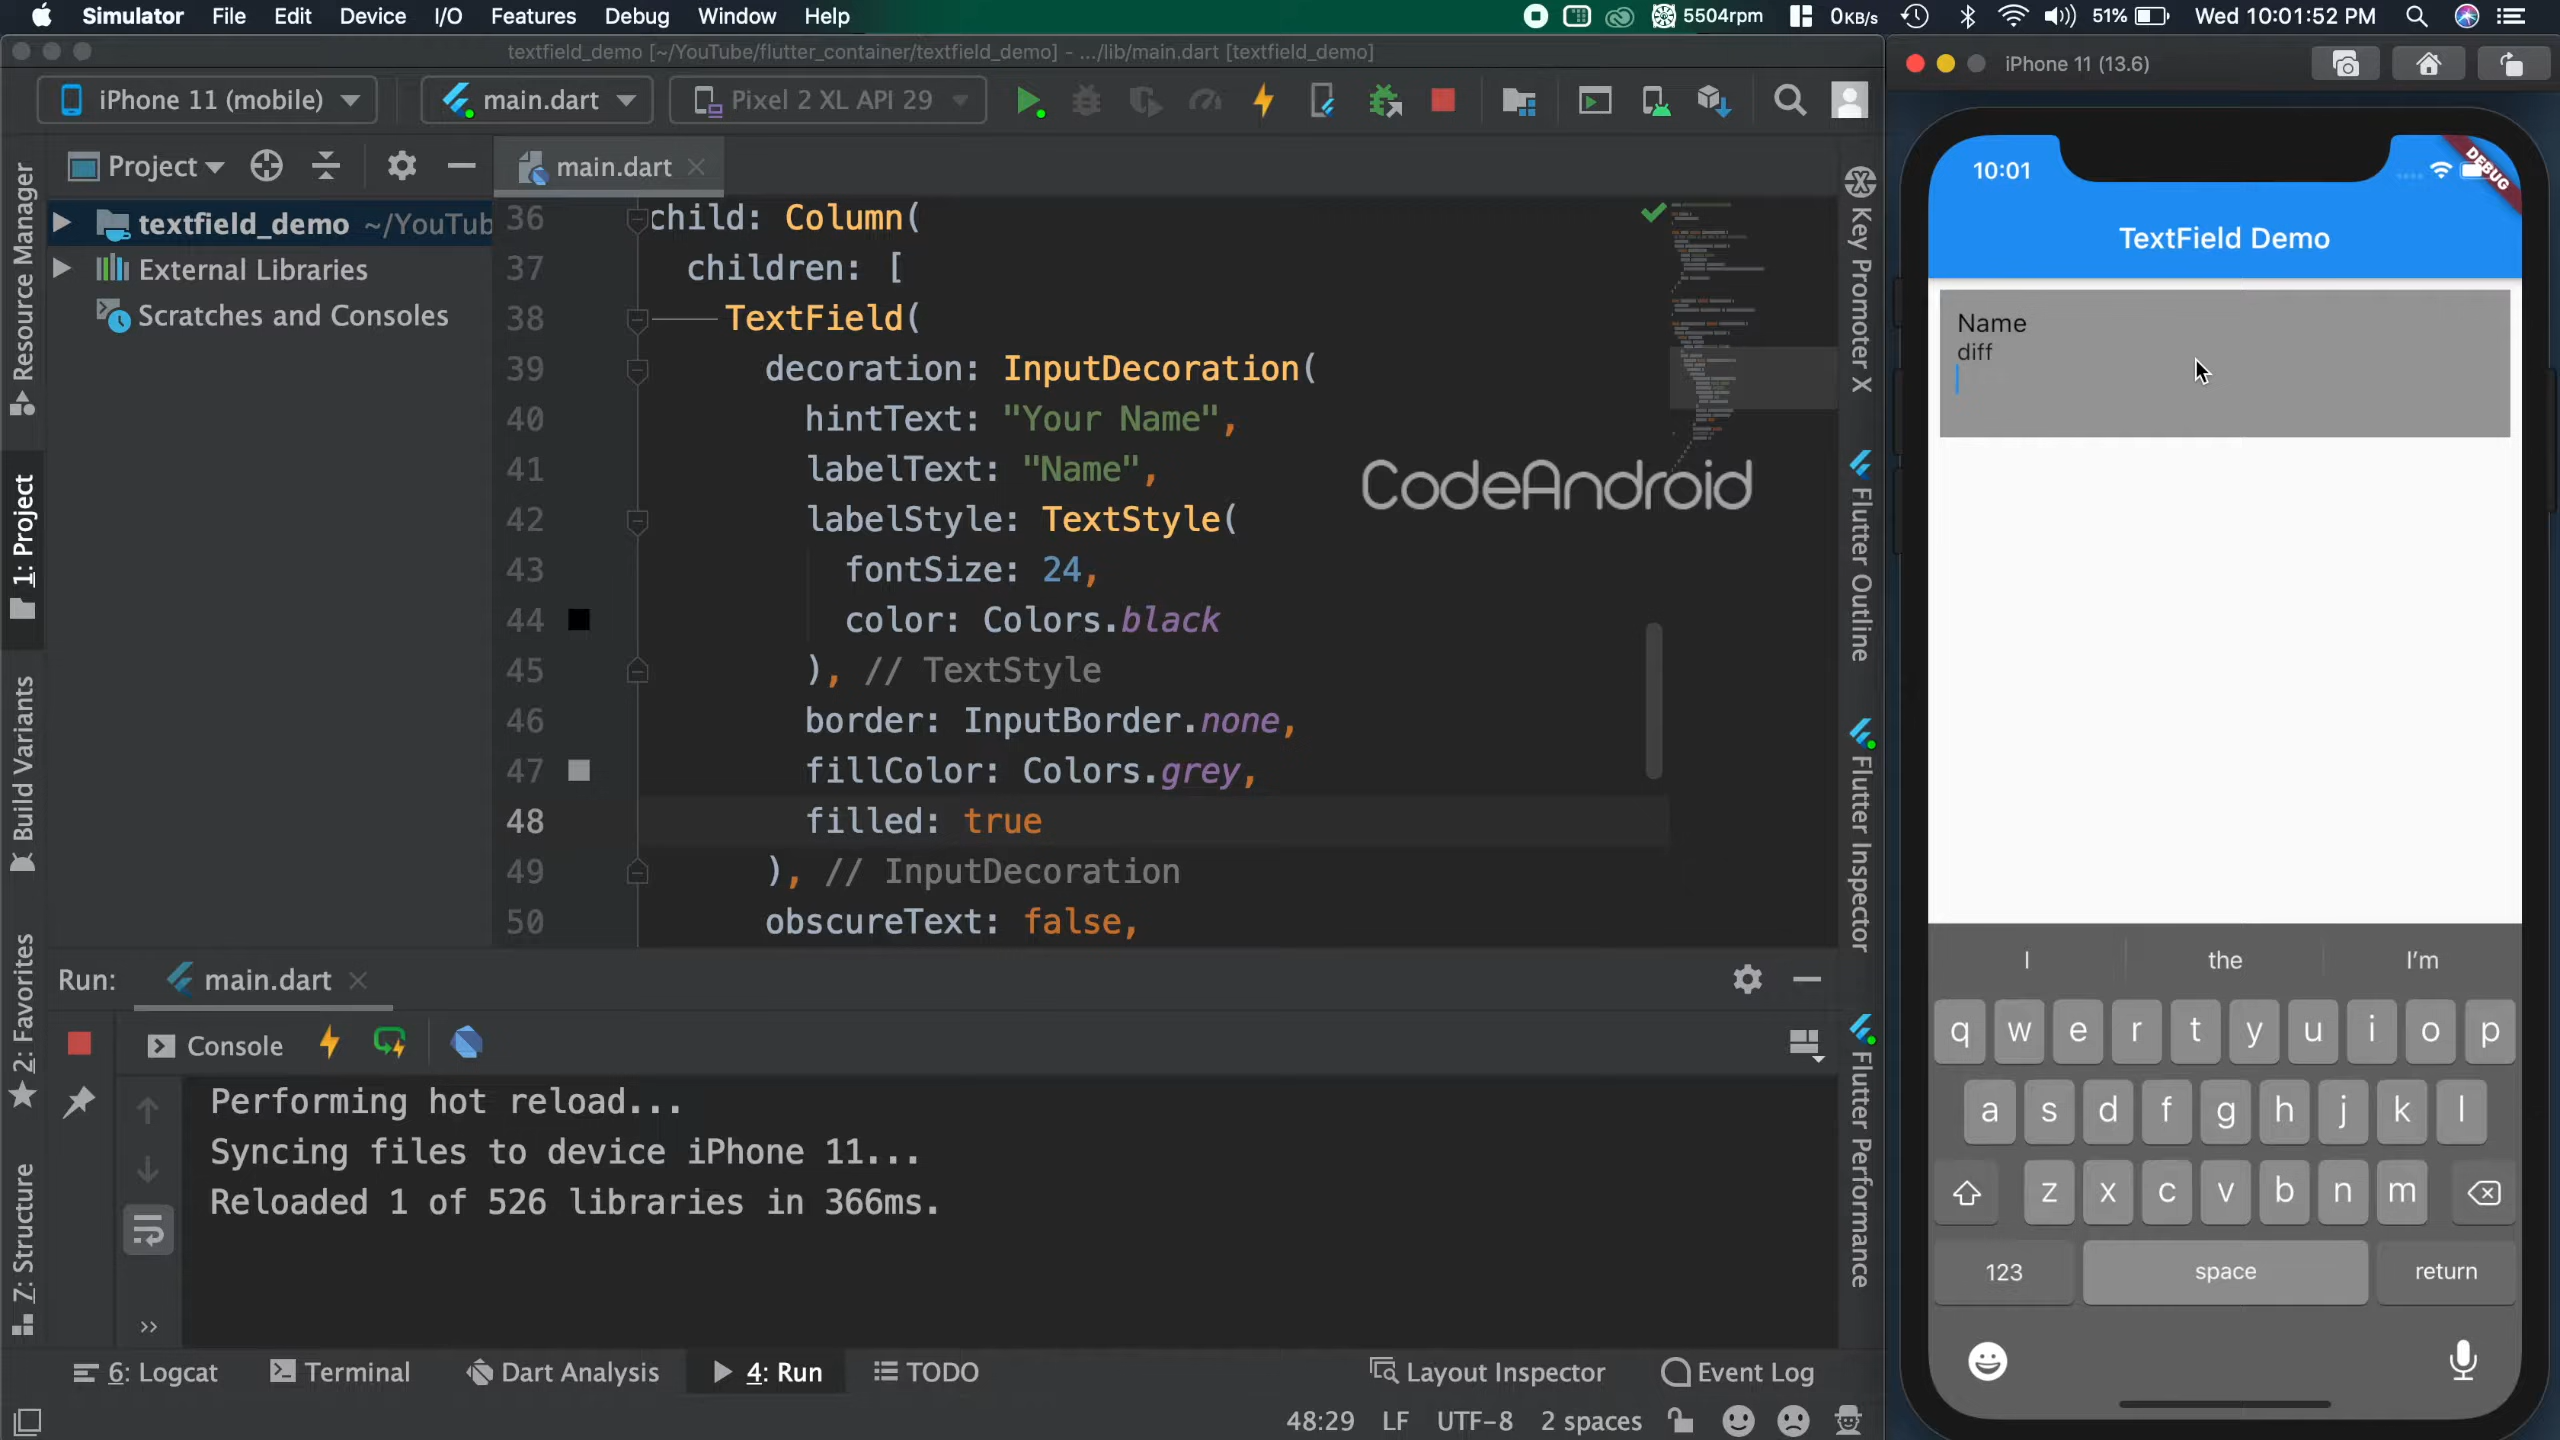 Simulator File Edit Device I/O Features Debug Window Help
5504rpm 0KB/s 51% Wed 10:01:52 PM
textfield_demo [~/YouTube/flutter_container/textfield_demo] - .../lib/main.dart [textfield_demo]
iPhone 11 (mobile) main.dart Pixel 2 XL API 29
Project
main.dart
textfield_demo ~/YouTub
External Libraries
Scratches and Consoles
Resource Manager
1: Project
Build Variants
2: Favorites
7: Structure
36 child: Column(
37 children: [
38 TextField(
39 decoration: InputDecoration(
40 hintText: "Your Name",
41 labelText: "Name",
42 labelStyle: TextStyle(
43 fontSize: 24,
44 color: Colors.black
45 ), // TextStyle
46 border: InputBorder.none,
47 fillColor: Colors.grey,
48 filled: true
49 ), // InputDecoration
50 obscureText: false,
CodeAndroid
Key Promoter X
Flutter Outline
Flutter Inspector
Flutter Performance
Run: main.dart
Console
Performing hot reload...
Syncing files to device iPhone 11...
Reloaded 1 of 526 libraries in 366ms.
6: Logcat Terminal Dart Analysis 4: Run TODO Layout Inspector Event Log
48:29 LF UTF-8 2 spaces
iPhone 11 (13.6)
10:01
DEBUG
TextField Demo
Name
diff
I the I'm
q w e r t y u i o p
a s d f g h j k l
z x c v b n m
123 space return